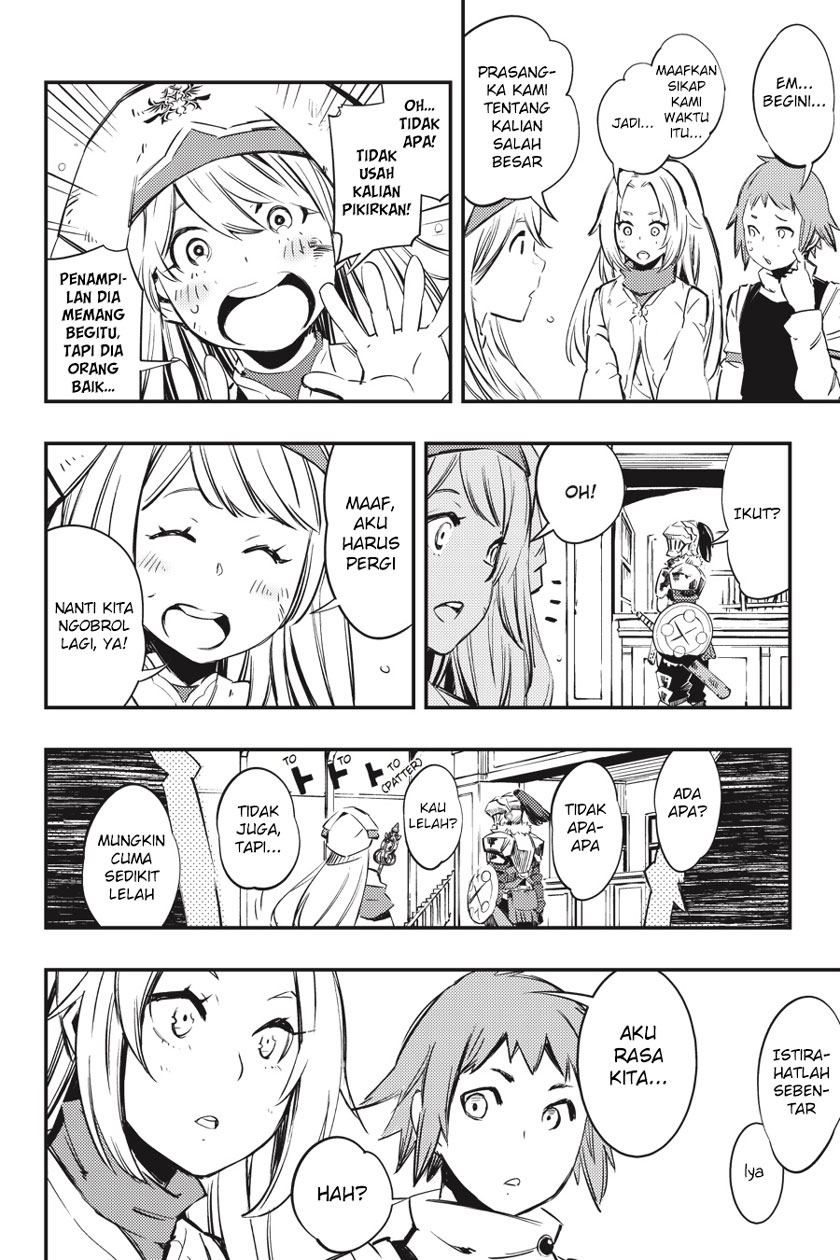 EM...
BEGINI...
MAAFKAN
SIKAP
KAMI
WAKTU
ITU...
JADI...
PRASANG-
KA KAMI
TENTANG
KALIAN
SALAH
BESAR
OH...
TIDAK
APA!
TIDAK
USAH
KALIAN
PIKIRKAN!
PENAMPI-
LAN DIA
MEMANG
BEGITU,
TAPI DIA
ORANG
BAIK...
IKUT?
OH!
MAAF,
AKU
HARUS
PERGI
NANTI KITA
NGOBROL
LAGI, YA!
ADA
APA?
TIDAK
APA-
APA
KAU
LELAH?
TO
TO
TO
(PATTER)
ト
ト
ト
TIDAK
JUGA,
TAPI...
MUNGKIN
CUMA
SEDIKIT
LELAH
ISTIRA-
HATLAH
SEBEN-
TAR
Iya
AKU
RASA
KITA...
HAH?